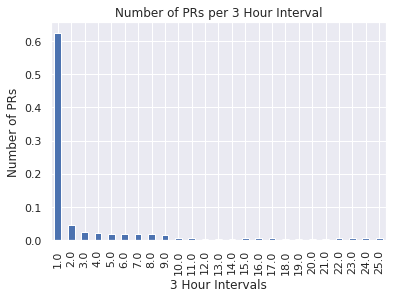 Number of PRs per 3 Hour Interval
Number of PRs
0.6
0.5
0.4
0.3
0.2
0.1
0.0
1.0 2.0 3.0 4.0 5.0 6.0 7.0 8.0 9.0 10.0 11.0 12.0 13.0 14.0 15.0 16.0 17.0 18.0 19.0 20.0 21.0 22.0 23.0 24.0 25.0
3 Hour Intervals